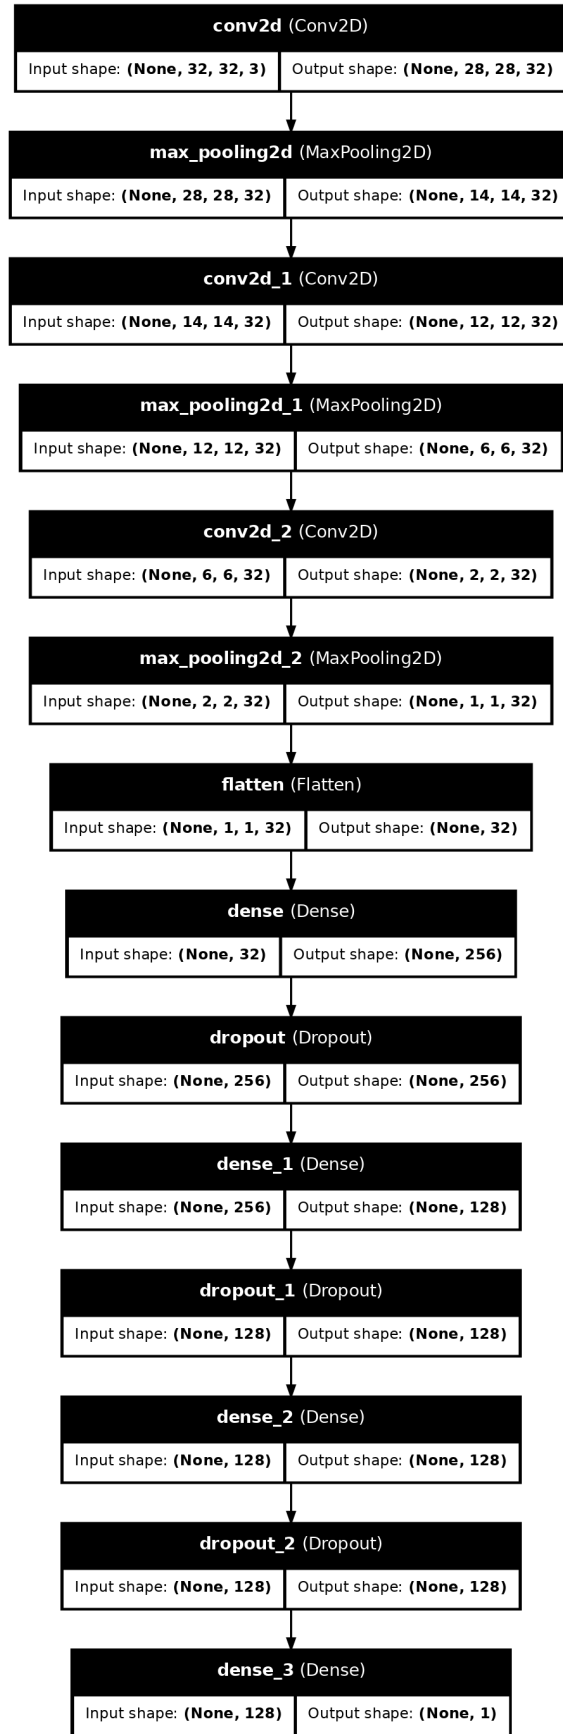 conv2d (Conv2D)
Input shape: (None, 32, 32, 3) Output shape: (None, 28, 28, 32)
max_pooling2d (MaxPooling2D)
Input shape: (None, 28, 28, 32) Output shape: (None, 14, 14, 32)
conv2d_1 (Conv2D)
Input shape: (None, 14, 14, 32) Output shape: (None, 12, 12, 32)
max_pooling2d_1 (MaxPooling2D)
Input shape: (None, 12, 12, 32) Output shape: (None, 6, 6, 32)
conv2d_2 (Conv2D)
Input shape: (None, 6, 6, 32) Output shape: (None, 2, 2, 32)
max_pooling2d_2 (MaxPooling2D)
Input shape: (None, 2, 2, 32) Output shape: (None, 1, 1, 32)
flatten (Flatten)
Input shape: (None, 1, 1, 32) Output shape: (None, 32)
dense (Dense)
Input shape: (None, 32) Output shape: (None, 256)
dropout (Dropout)
Input shape: (None, 256) Output shape: (None, 256)
dense_1 (Dense)
Input shape: (None, 256) Output shape: (None, 128)
dropout_1 (Dropout)
Input shape: (None, 128) Output shape: (None, 128)
dense_2 (Dense)
Input shape: (None, 128) Output shape: (None, 128)
dropout_2 (Dropout)
Input shape: (None, 128) Output shape: (None, 128)
dense_3 (Dense)
Input shape: (None, 128) Output shape: (None, 1)